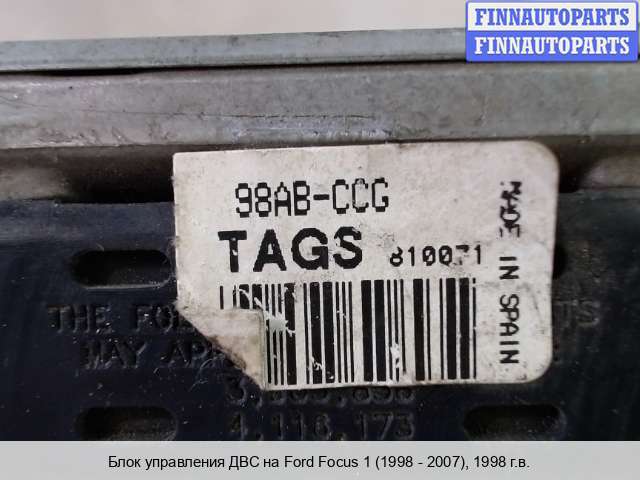 FINNAUTOPARTS
FINNAUTOPARTS
98AB-CCG
TAGS 810071
MADE IN SPAIN
THE TS
MAY
4,116,173
Блок управления ДВС на Ford Focus 1 (1998 - 2007), 1998 г.в.